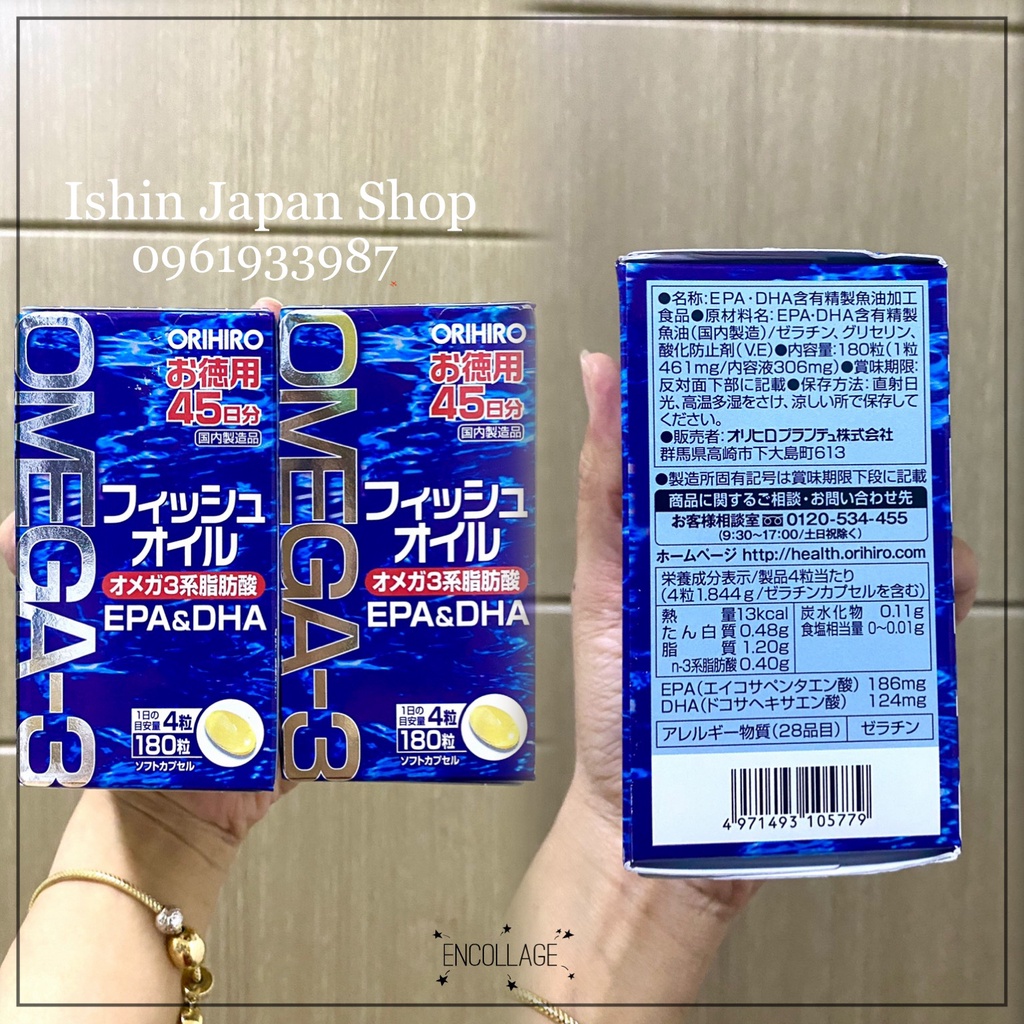 Ishin Japan Shop
0961933987
OMEGA-3
ORIHIRO
お徳用
45日分
国内製造品
フィッシュ
オイル
オメガ3系脂肪酸
EPA&DHA
1日の目安量 4粒
180粒
ソフトカプセル
OMEGA-3
ORIHIRO
お徳用
45日分
国内製造品
フィッシュ
オイル
オメガ3系脂肪酸
EPA&DHA
1日の目安量 4粒
180粒
ソフトカプセル
●名称:EPA・DHA含有精製魚油加工
食品●原材料名:EPA・DHA含有精製
魚油(国内製造)/ゼラチン、グリセリン、
酸化防止剤(V.E)●内容量:180粒(1粒
461mg/内容液306mg)●賞味期限:
反対面下部に記載●保存方法:直射日
光、高温多湿をさけ、涼しい所で保存して
ください。
●販売者:オリヒロプランデュ株式会社
群馬県高崎市下大島町613
●製造所固有記号は賞味期限下段に記載
商品に関するご相談・お問い合わせ先
お客様相談室 0120-534-455
(9:30~17:00/土日祝除く)
ホームページ http://health.orihiro.com
栄養成分表示/製品4粒当たり
(4粒1.844g/ゼラチンカプセルを含む)
熱量 13kcal 炭水化物 0.11g
たん白質 0.48g 食塩相当量 0~0.01g
脂質 1.20g
n-3系脂肪酸 0.40g
EPA(エイコサペンタエン酸) 186mg
DHA(ドコサヘキサエン酸) 124mg
アレルギー物質(28品目) ゼラチン
4 971493 105779
ENCOLLAGE